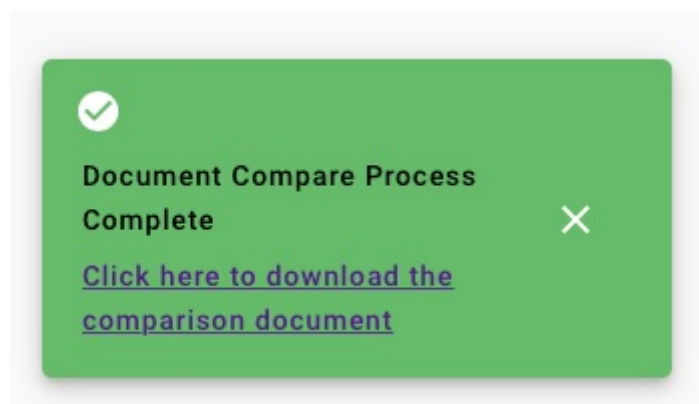 Document Compare Process
Complete
Click here to download the
comparison document